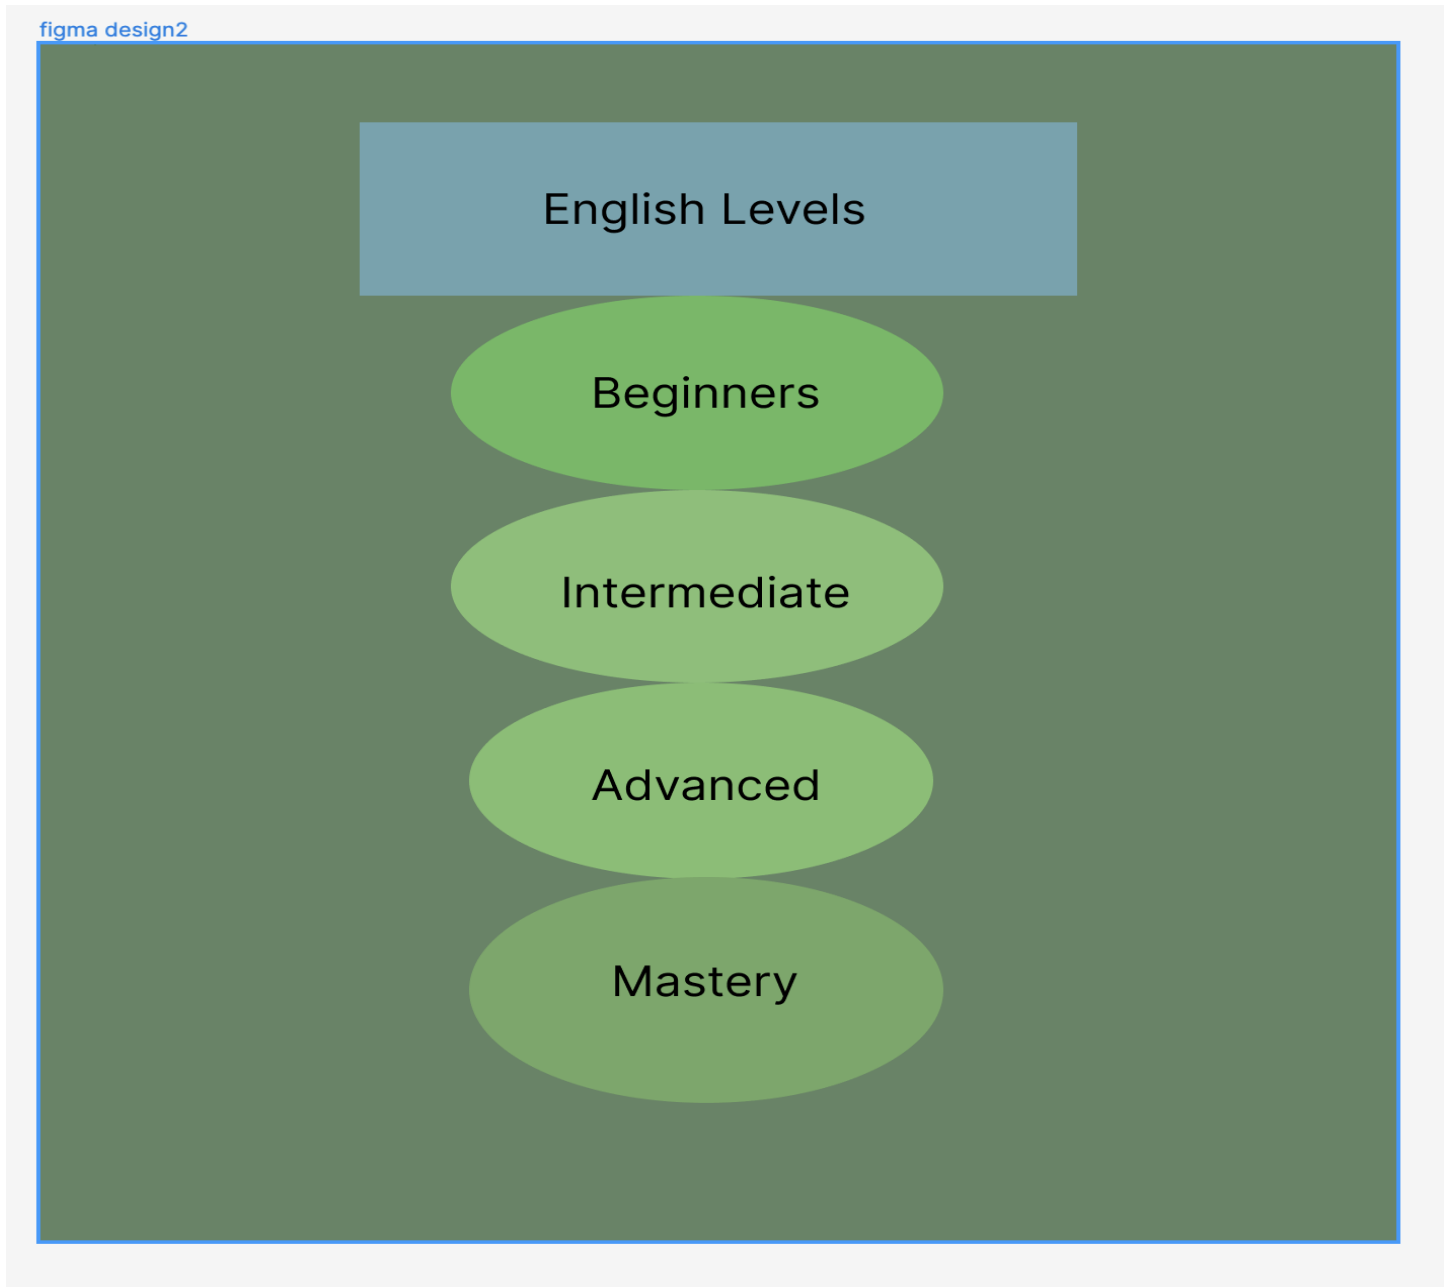 figma design2
English Levels
Beginners
Intermediate
Advanced
Mastery